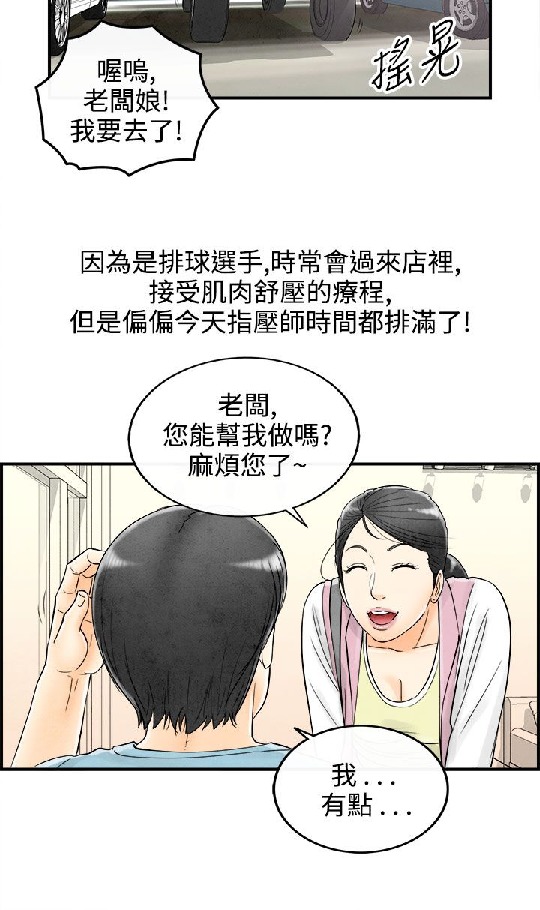 搖晃
喔嗚,
老闆娘!
我要去了!
因為是排球選手,時常會過來店裡,
接受肌肉舒壓的療程,
但是偏偏今天指壓師時間都排滿了!
老闆,
您能幫我做嗎?
麻煩您了~
我...
有點...